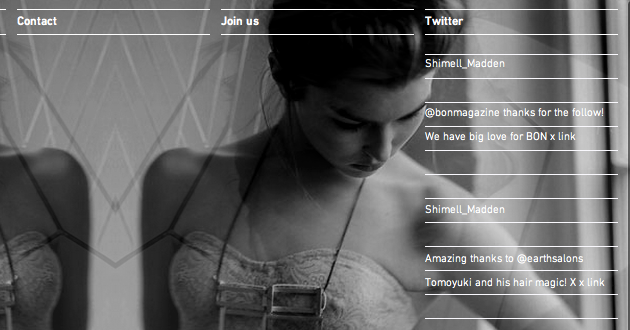 Contact
Join us
Twitter
Shimell_Madden
@bonmagazine thanks for the follow!
We have big love for BON x link
Shimell_Madden
Amazing thanks to @earthsalons
Tomoyuki and his hair magic! X x link